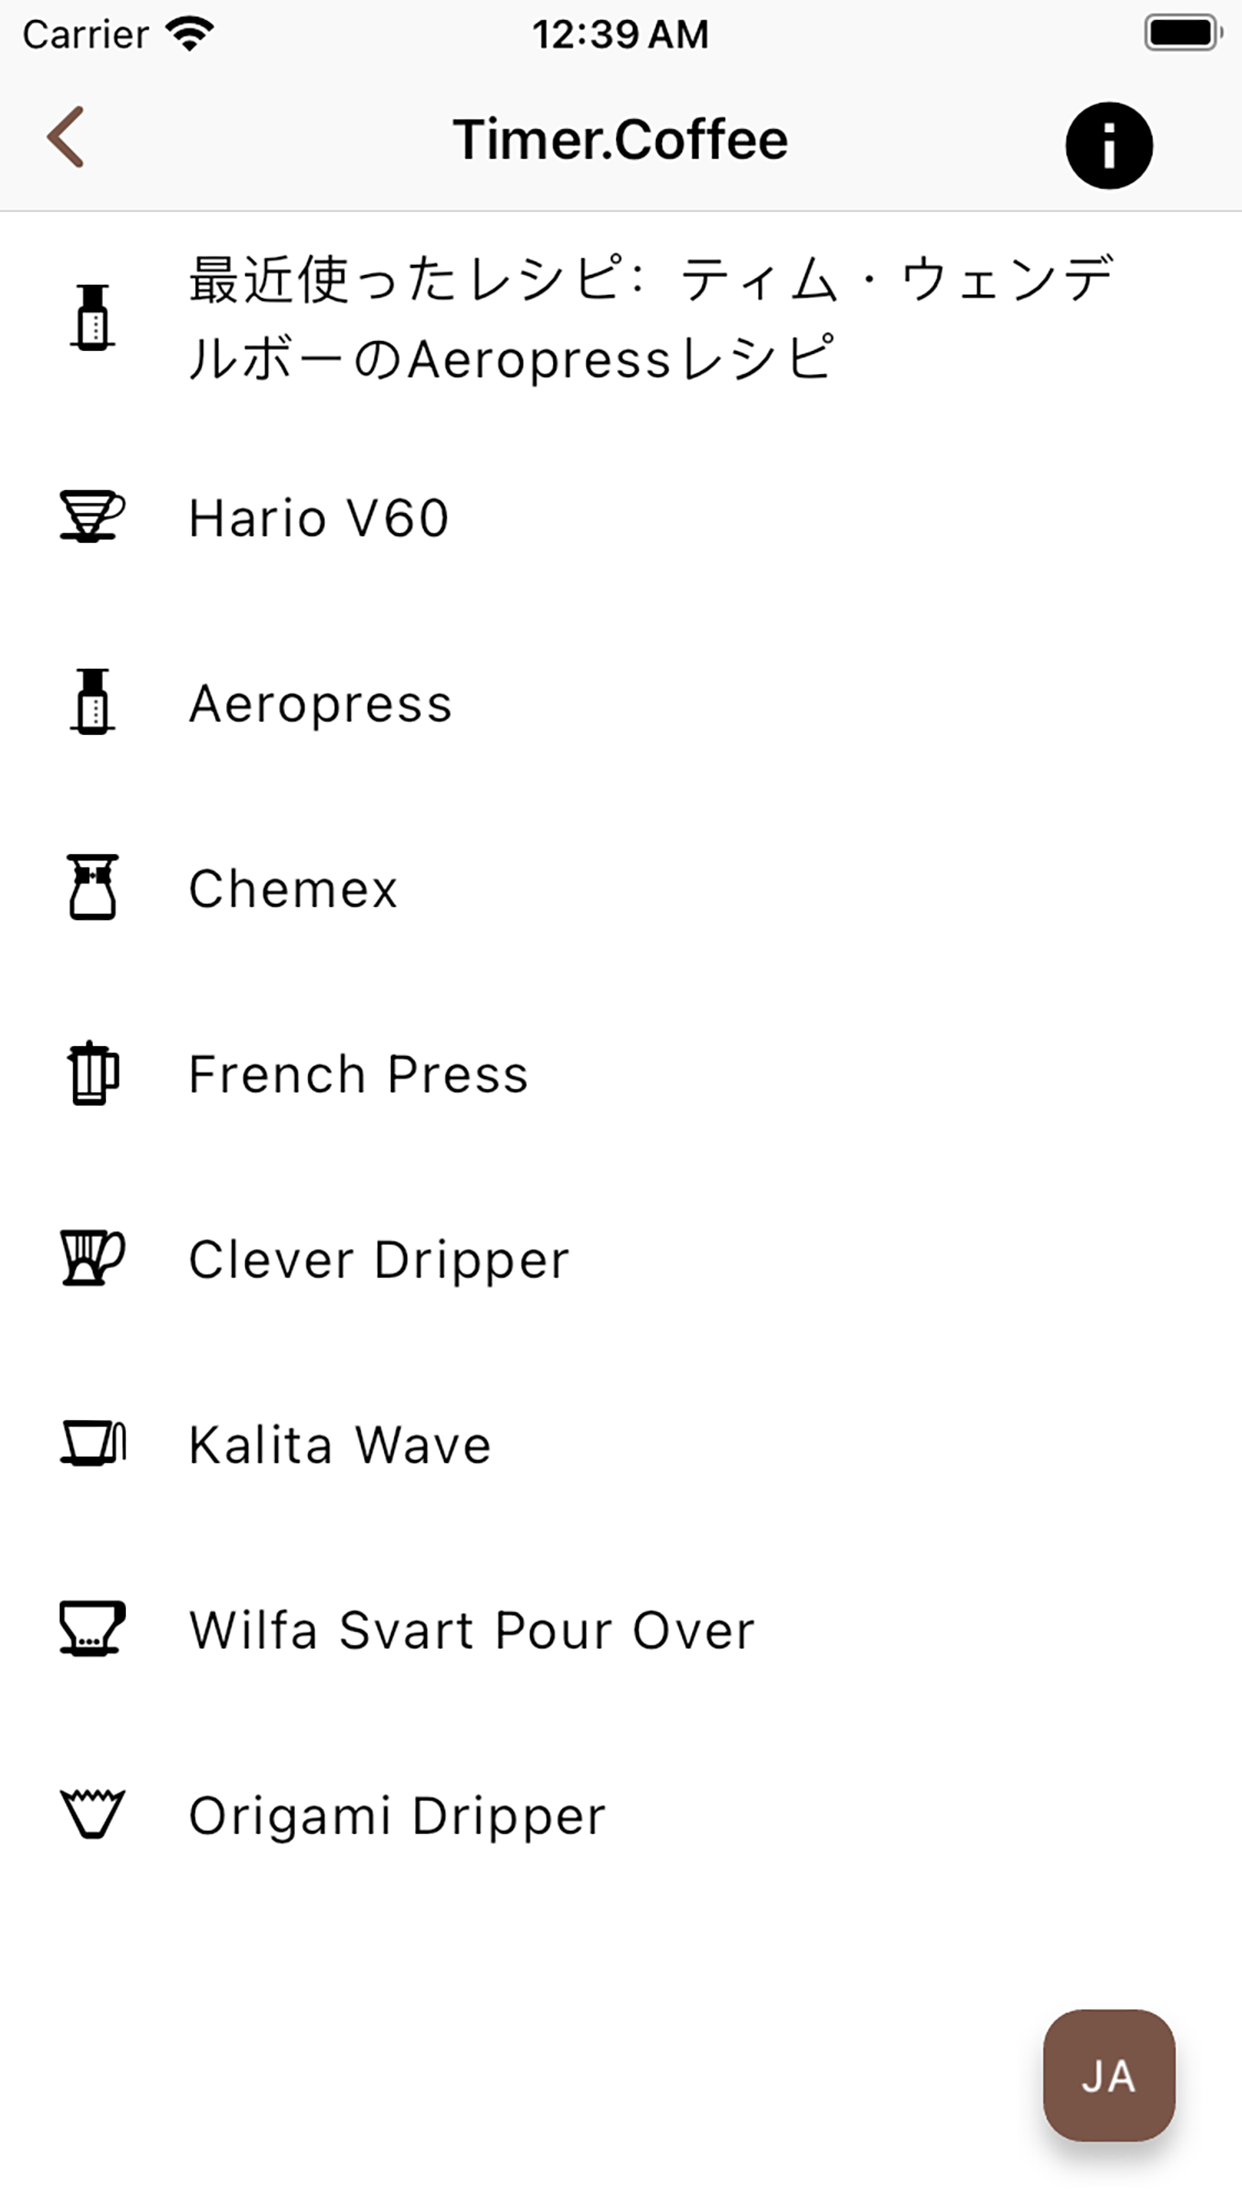 Carrier 12:39 AM
Timer.Coffee
最近使ったレシピ：ティム・ウェンデ
ルボーのAeropressレシピ
Hario V60
Aeropress
Chemex
French Press
Clever Dripper
Kalita Wave
Wilfa Svart Pour Over
Origami Dripper
JA